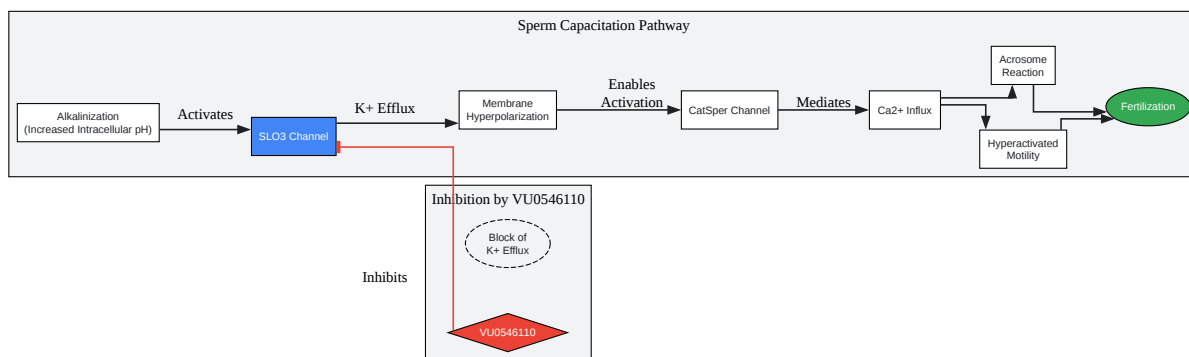 Sperm Capacitation Pathway
Alkalinization
(Increased Intracellular pH)
Activates
SLO3 Channel
K+ Efflux
Membrane
Hyperpolarization
Enables
Activation
CatSper Channel
Mediates
Ca2+ Influx
Acrosome
Reaction
Hyperactivated
Motility
Fertilization
Inhibition by VU0546110
Block of
K+ Efflux
Inhibits
VU0546110